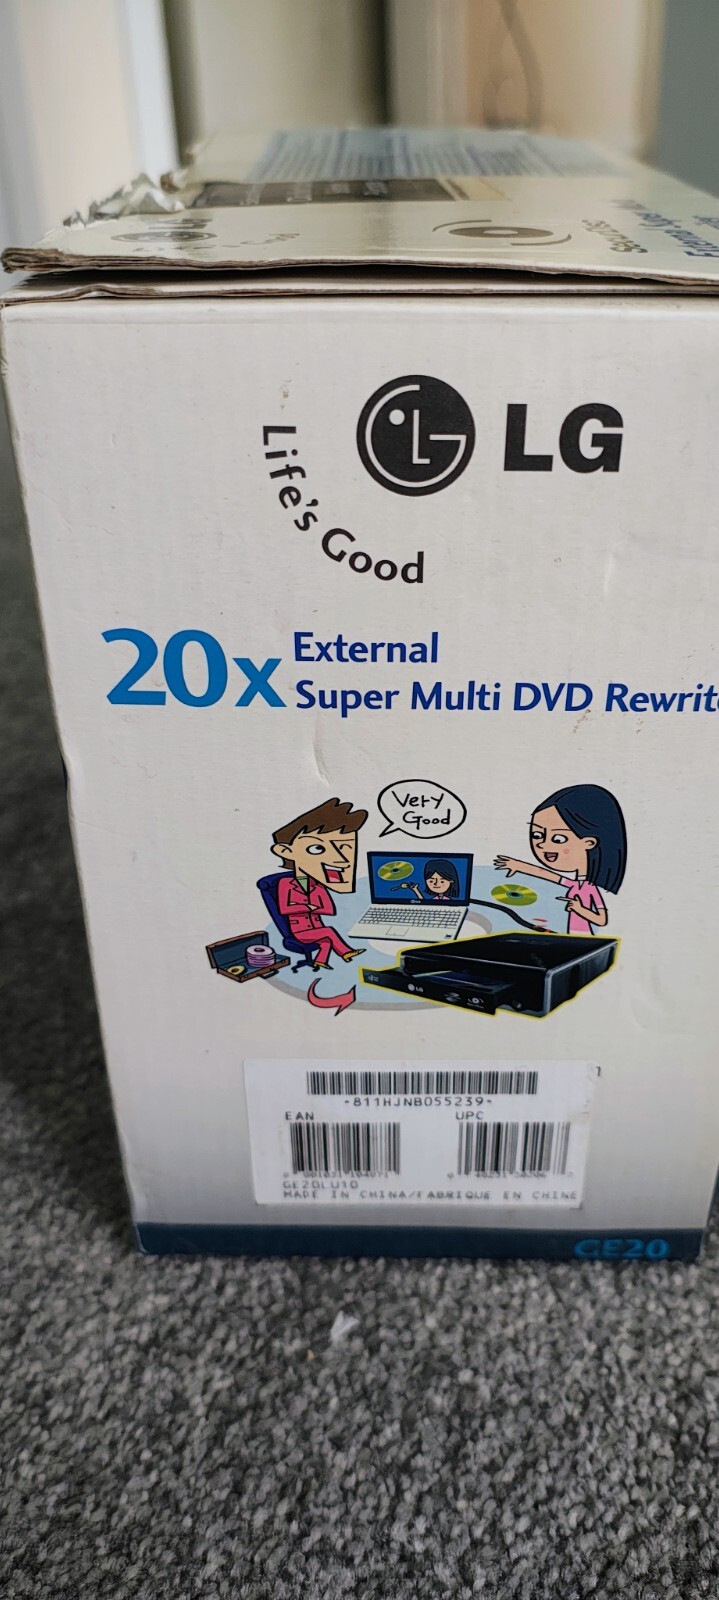 LG
Life's Good
20x External
Super Multi DVD Rewrite
Very
Good
LG
-811HJNB055239-
EAN UPC
GE20LU10
MADE IN CHINA/FABRIQUE EN CHINE
GE20